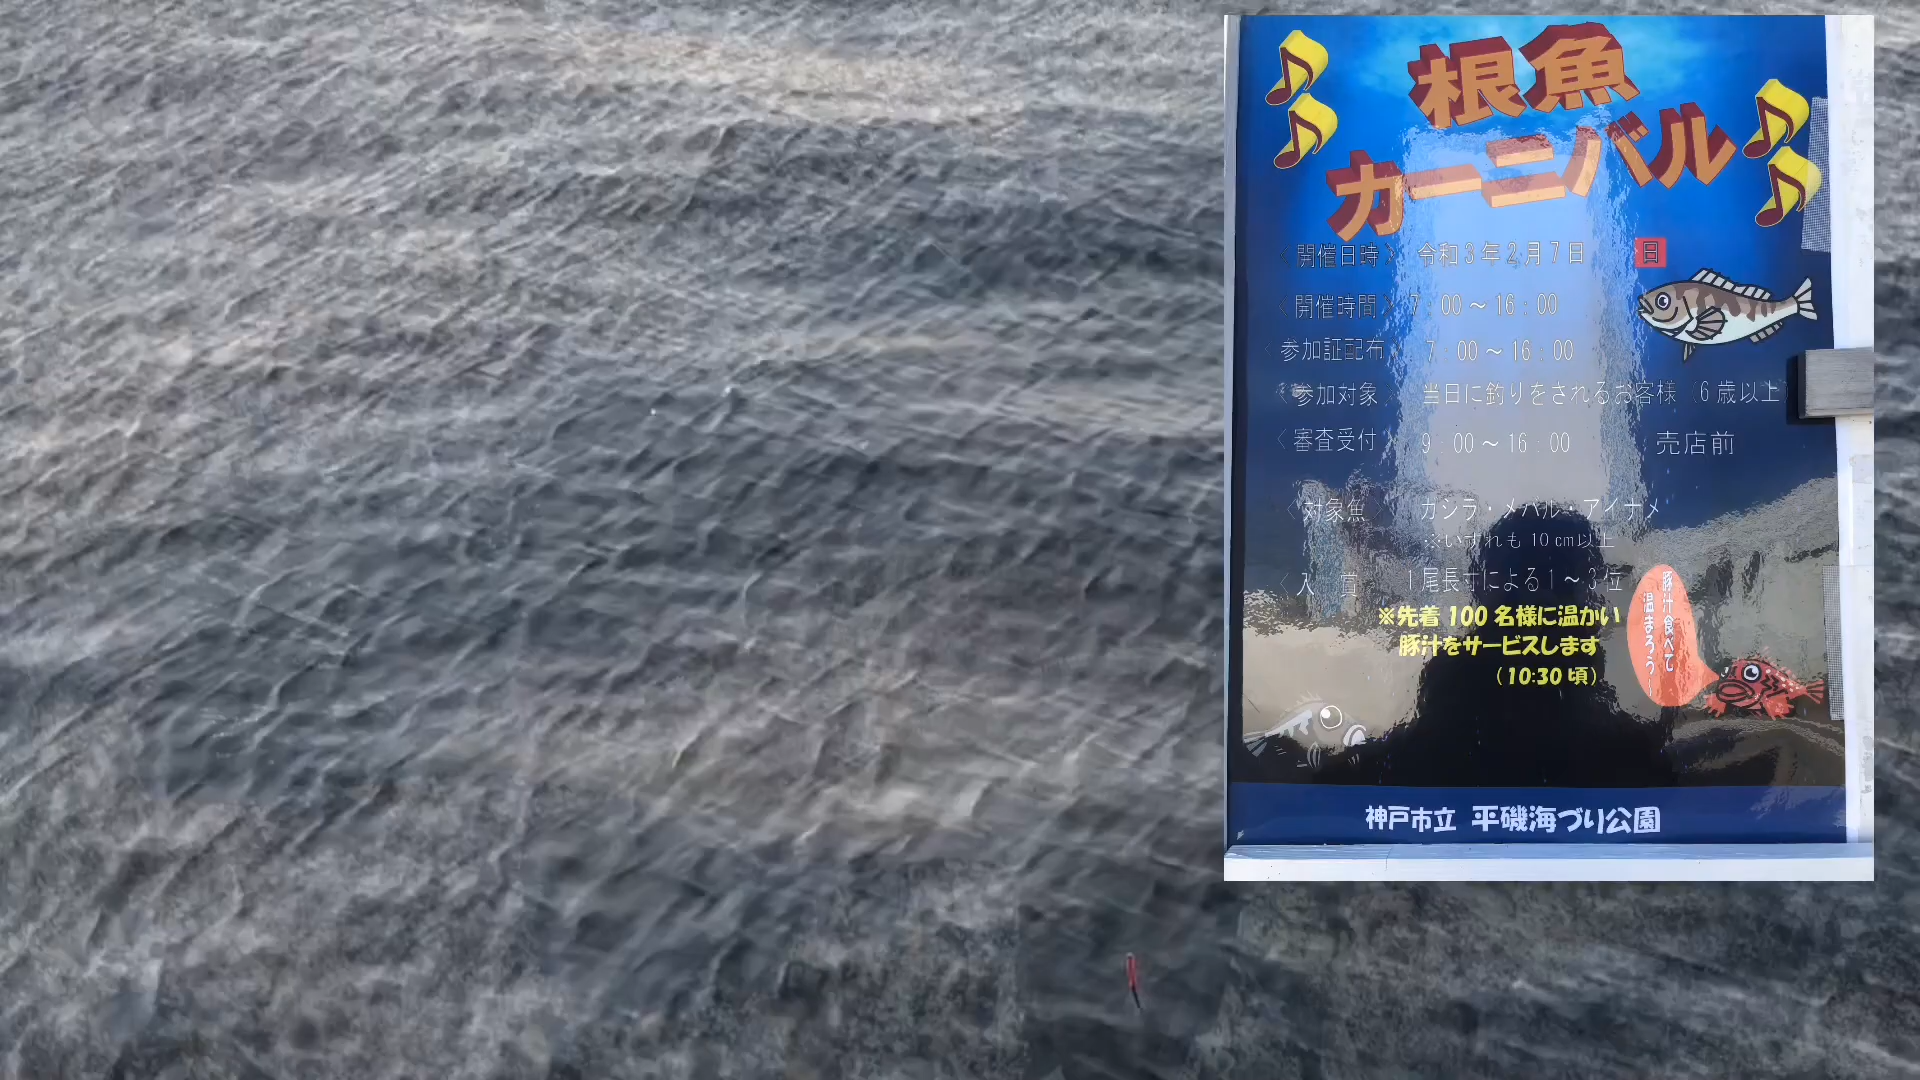 根魚
カーニバル
〈開催日時〉 令和3年2月7日 日
〈開催時間〉 7：00～16：00
〈参加証配布〉 7：00～16：00
〈参加対象〉 当日に釣りをされるお客様（6歳以上）
〈審査受付〉 9：00～16：00 売店前
〈対象魚〉 ガシラ・メバル・アイナメ
※いずれも10cm以上
〈入 賞〉 1尾長寸による1～3位
※先着100名様に温かい
豚汁をサービスします
（10:30頃）
豚汁食べて
温まろう！
神戸市立 平磯海づり公園